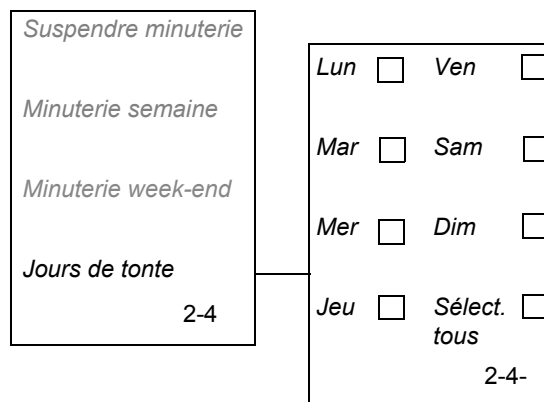 Suspendre minuterie
Minuterie semaine
Minuterie week-end
Jours de tonte
2-4
Lun Ven
Mar Sam
Mer Dim
Jeu Sélect.
tous
2-4-